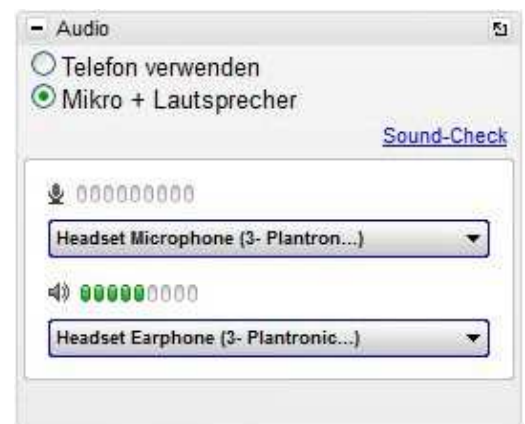 Audio
Telefon verwenden
Mikro + Lautsprecher
Sound-Check
Headset Microphone (3- Plantron...)
Headset Earphone (3- Plantronic...)